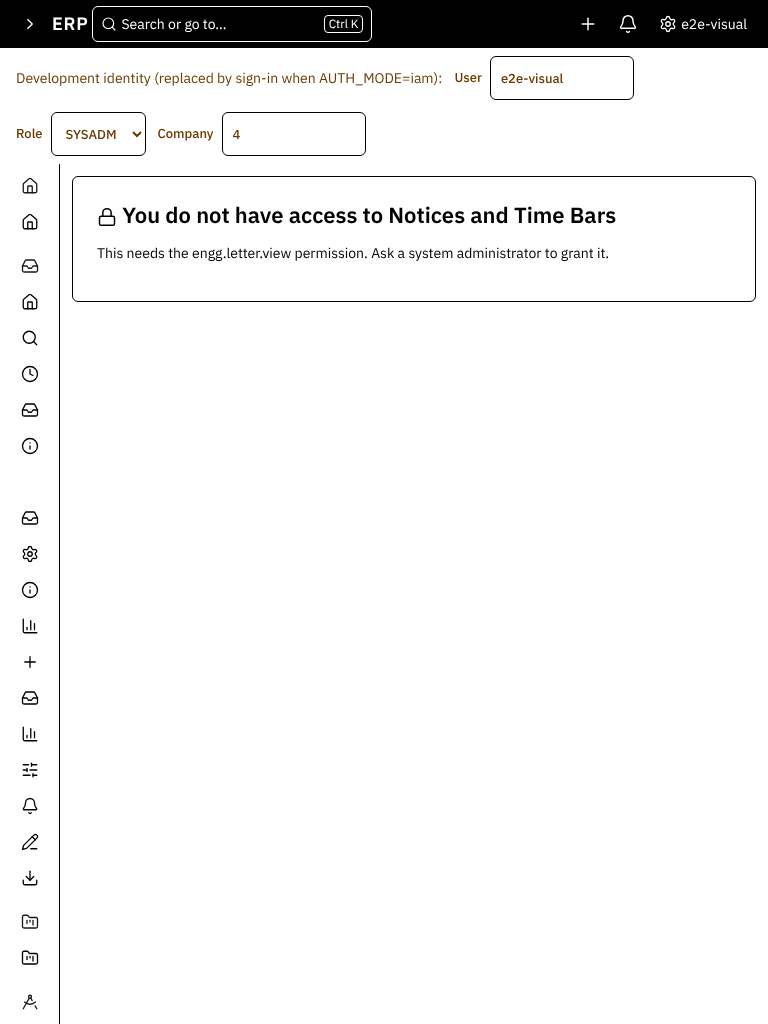 ERP Search or go to... Ctrl K e2e-visual
Development identity (replaced by sign-in when AUTH_MODE=iam): User e2e-visual
Role SYSADM Company 4
You do not have access to Notices and Time Bars
This needs the engg.letter.view permission. Ask a system administrator to grant it.